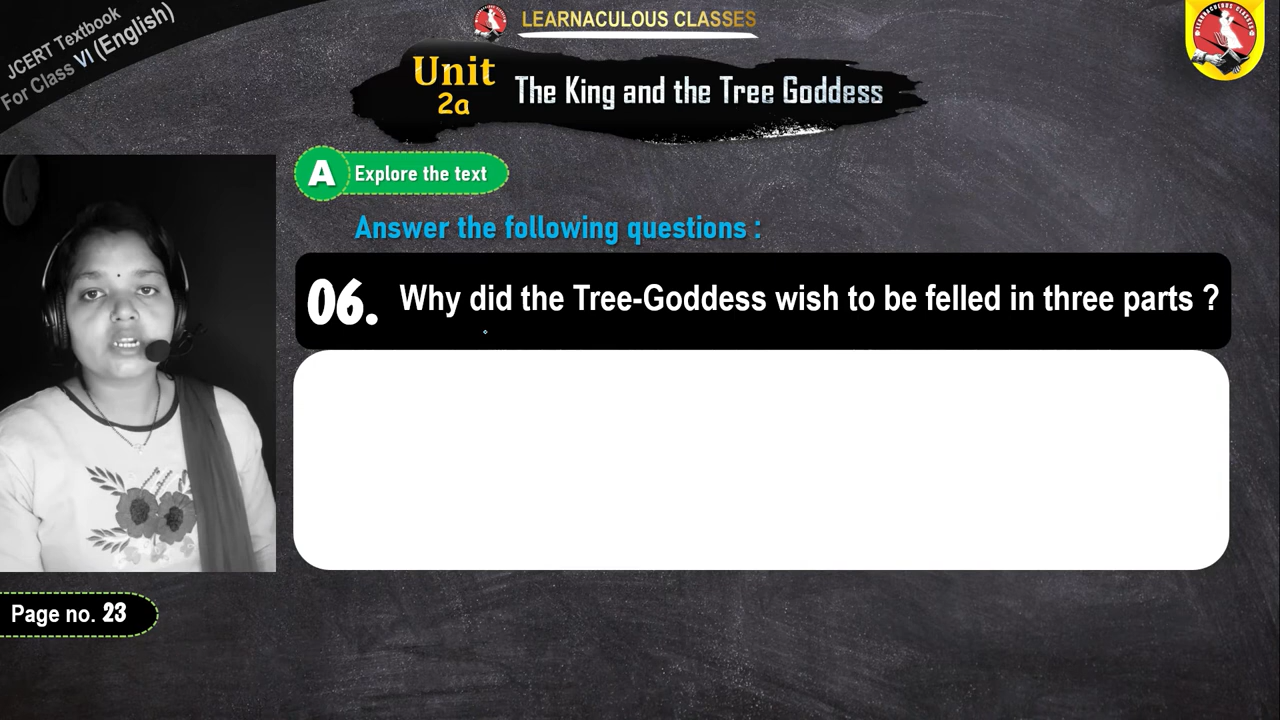 JCERT Textbook
For Class VI (English)
LEARNACULOUS CLASSES
Unit
2a
The King and the Tree Goddess
A Explore the text
Answer the following questions :
06. Why did the Tree-Goddess wish to be felled in three parts ?
Page no. 23